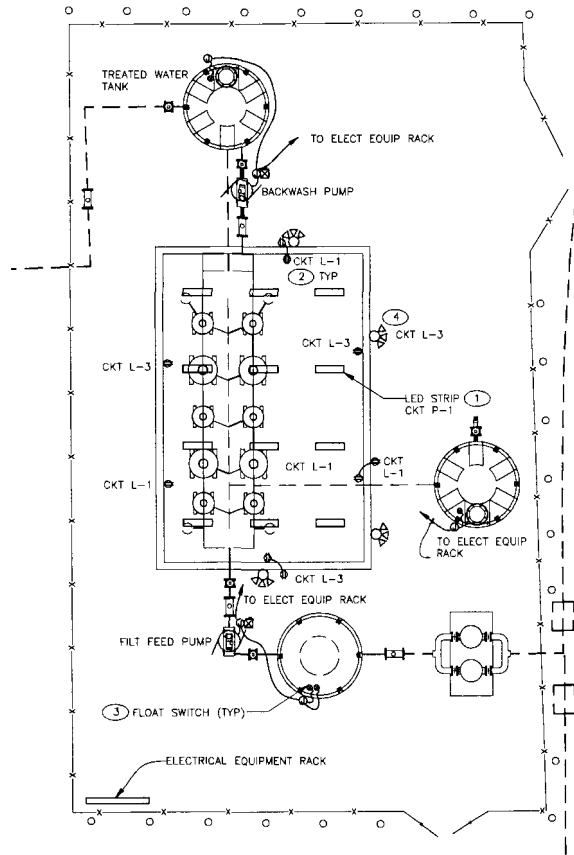 TREATED WATER
TANK
TO ELECT EQUIP RACK
BACKWASH PUMP
CKT L-1
2 TYP
4
CKT L-3
CKT L-3
CKT L-3
LED STRIP 1
CKT P-1
CKT L-1
CKT
L-1
CKT L-1
TO ELECT EQUIP
RACK
CKT L-3
TO ELECT EQUIP RACK
FILT FEED PUMP
3 FLOAT SWITCH (TYP)
ELECTRICAL EQUIPMENT RACK